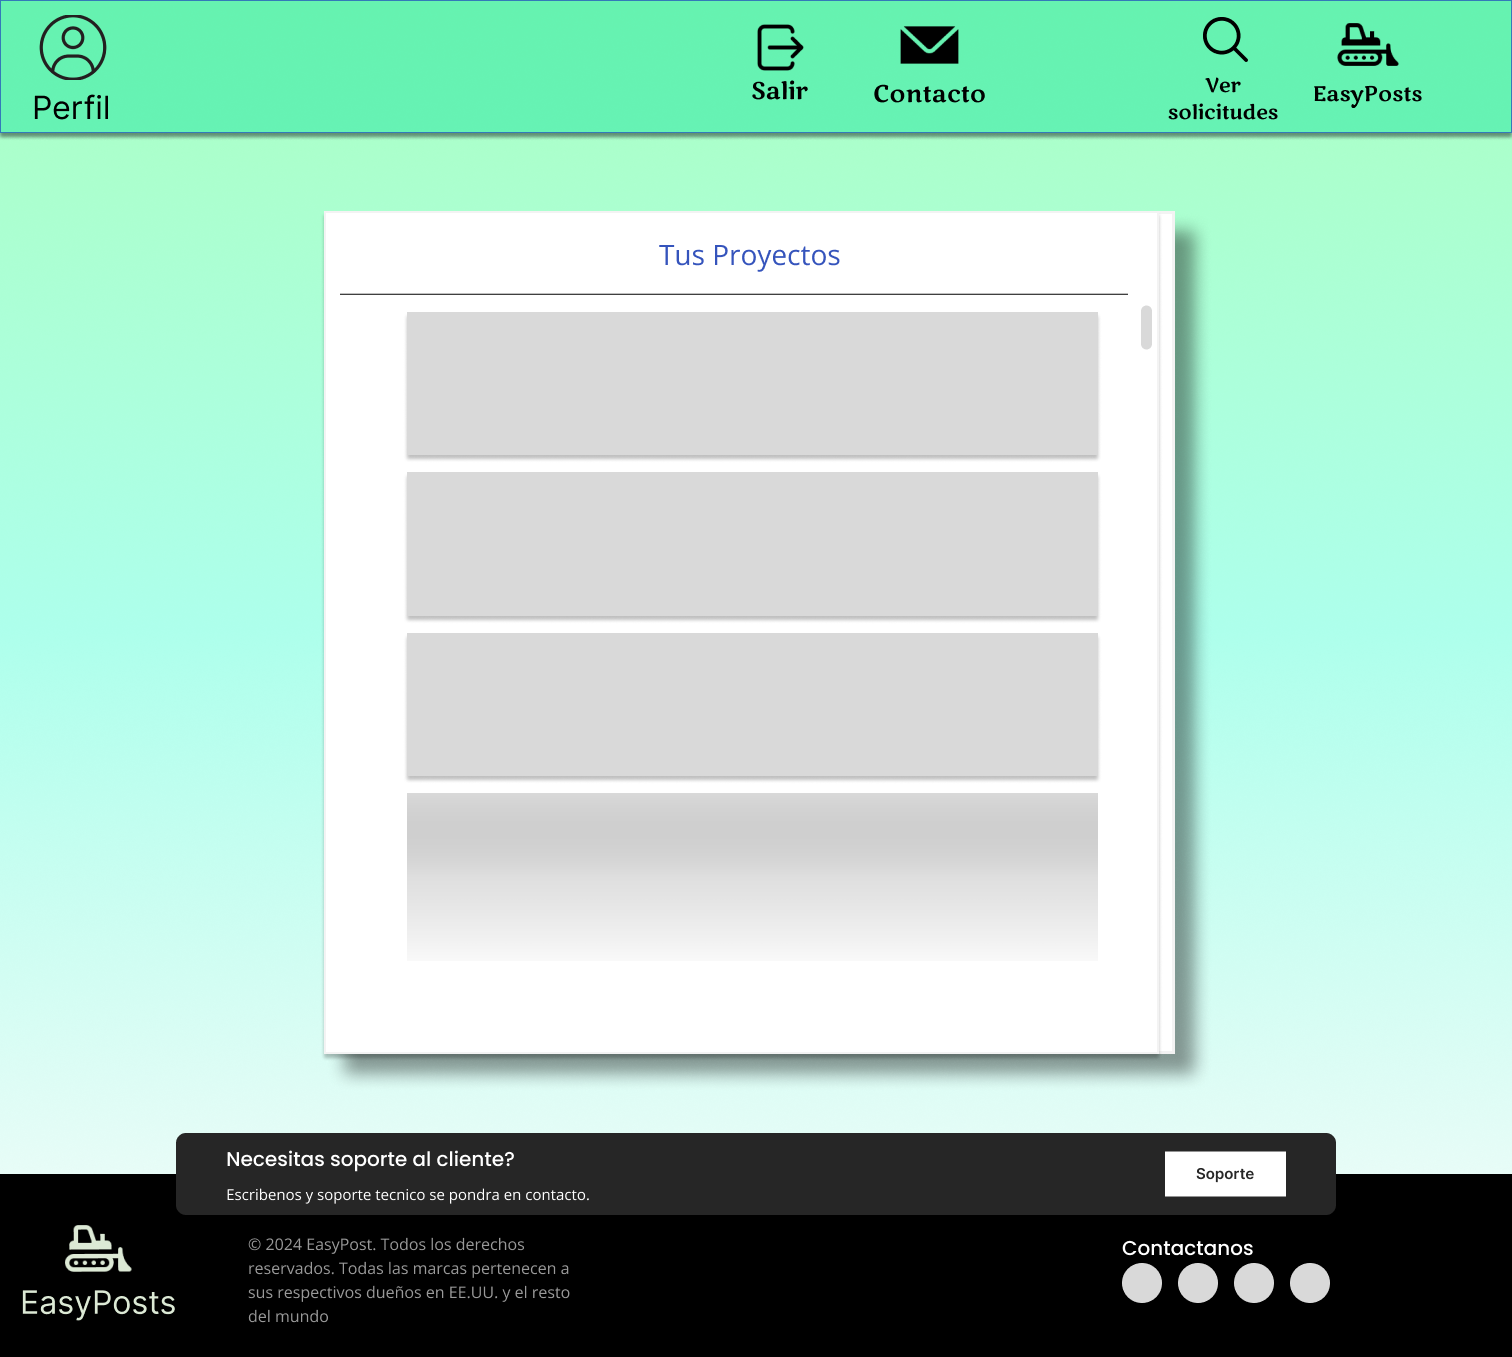 Perfil
Salir
Contacto
Ver
solicitudes
EasyPosts
Tus Proyectos
Necesitas soporte al cliente?
Escribenos y soporte tecnico se pondra en contacto.
Soporte
EasyPosts
© 2024 EasyPost. Todos los derechos
reservados. Todas las marcas pertenecen a
sus respectivos dueños en EE.UU. y el resto
del mundo
Contactanos